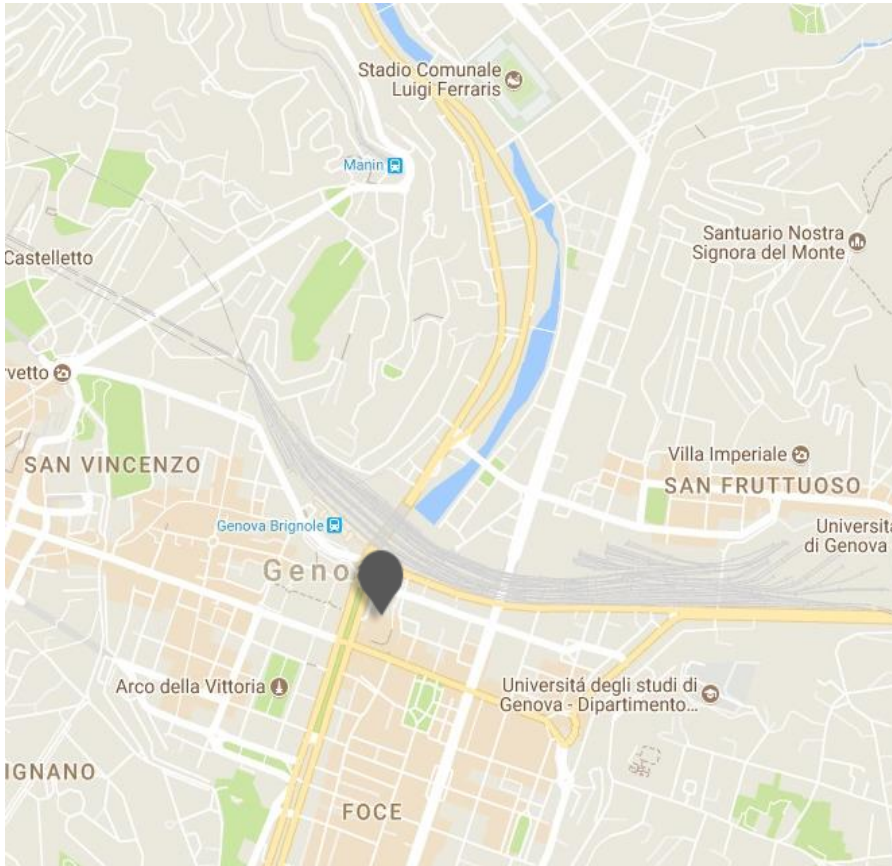 Stadio Comunale
Luigi Ferraris
Manin
Santuario Nostra
Signora del Monte
Castelletto
rvetto
SAN VINCENZO
Villa Imperiale
SAN FRUTTUOSO
Genova Brignole
Universitá
di Genova
Geno
Arco della Vittoria
Universitá degli studi di
Genova - Dipartimento...
IGNANO
FOCE